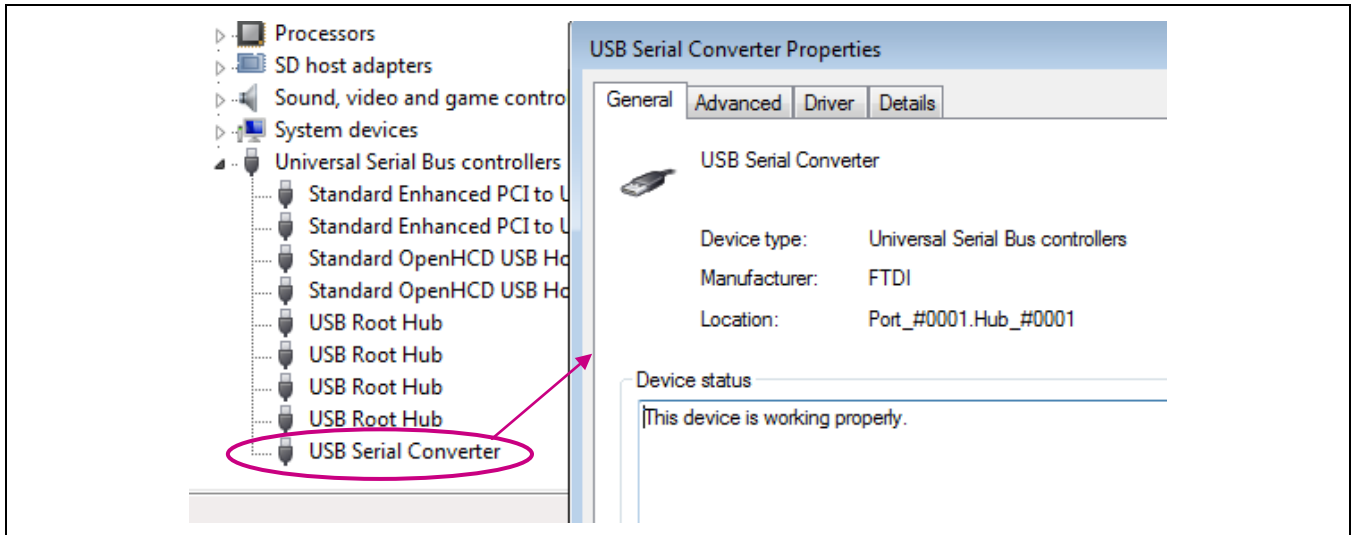 Processors
SD host adapters
Sound, video and game contro
System devices
Universal Serial Bus controllers
Standard Enhanced PCI to U
Standard Enhanced PCI to U
Standard OpenHCD USB Ho
Standard OpenHCD USB Ho
USB Root Hub
USB Root Hub
USB Root Hub
USB Root Hub
USB Serial Converter
USB Serial Converter Properties
General Advanced Driver Details
USB Serial Converter
Device type: Universal Serial Bus controllers
Manufacturer: FTDI
Location: Port_#0001.Hub_#0001
Device status
This device is working properly.